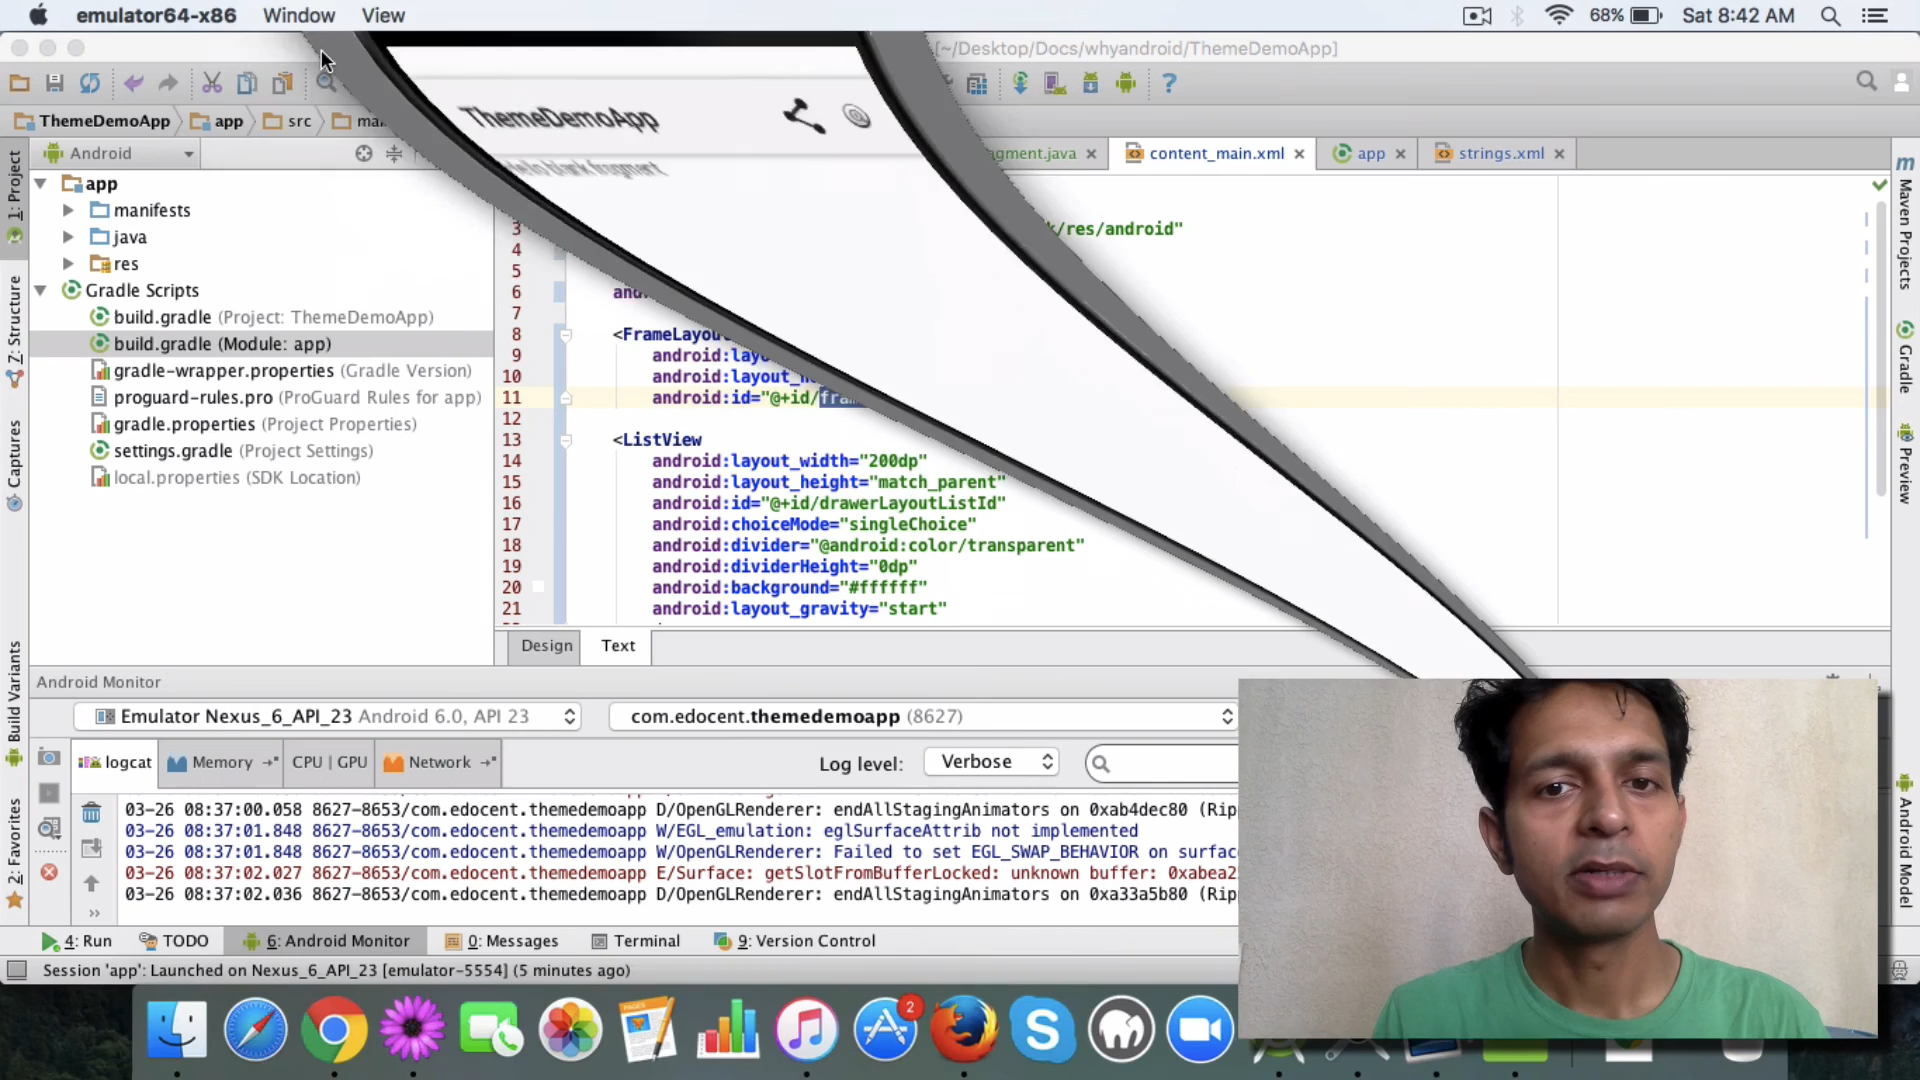 emulator64-x86 Window View 68% Sat 8:42 AM
[~/Desktop/Docs/whyandroid/ThemeDemoApp]
?
ThemeDemoApp app src
ThemeDemoApp
Hello blank fragment
Android
gment.java content_main.xml app strings.xml
1: Project
7: Structure
Captures
Build Variants
2: Favorites
app
manifests
java
res
Gradle Scripts
build.gradle (Project: ThemeDemoApp)
build.gradle (Module: app)
gradle-wrapper.properties (Gradle Version)
proguard-rules.pro (ProGuard Rules for app)
gradle.properties (Project Properties)
settings.gradle (Project Settings)
local.properties (SDK Location)
3 /res/android"
4
5
6
7
8 <FrameLayout
9
10
11 android:id="@+id/
12
13 <ListView
14 android:layout_width="200dp"
15 android:layout_height="match_parent"
16 android:id="@+id/drawerLayoutListId"
17 android:choiceMode="singleChoice"
18 android:divider="@android:color/transparent"
19 android:dividerHeight="0dp"
20 android:background="#ffffff"
21 android:layout_gravity="start"
Design Text
m
Maven Projects
Gradle
Preview
Android Model
Android Monitor
Emulator Nexus_6_API_23 Android 6.0, API 23 com.edocent.themedemoapp (8627)
logcat Memory CPU | GPU Network Log level: Verbose
03-26 08:37:00.058 8627-8653/com.edocent.themedemoapp D/OpenGLRenderer: endAllStagingAnimators on 0xab4dec80 (Rip
03-26 08:37:01.848 8627-8653/com.edocent.themedemoapp W/EGL_emulation: eglSurfaceAttrib not implemented
03-26 08:37:01.848 8627-8653/com.edocent.themedemoapp W/OpenGLRenderer: Failed to set EGL_SWAP_BEHAVIOR on surfac
03-26 08:37:02.027 8627-8653/com.edocent.themedemoapp E/Surface: getSlotFromBufferLocked: unknown buffer: 0xabea2
03-26 08:37:02.036 8627-8653/com.edocent.themedemoapp D/OpenGLRenderer: endAllStagingAnimators on 0xa33a5b80 (Rip
4: Run TODO 6: Android Monitor 0: Messages Terminal 9: Version Control
Session 'app': Launched on Nexus_6_API_23 [emulator-5554] (5 minutes ago)
PAGES
2
S